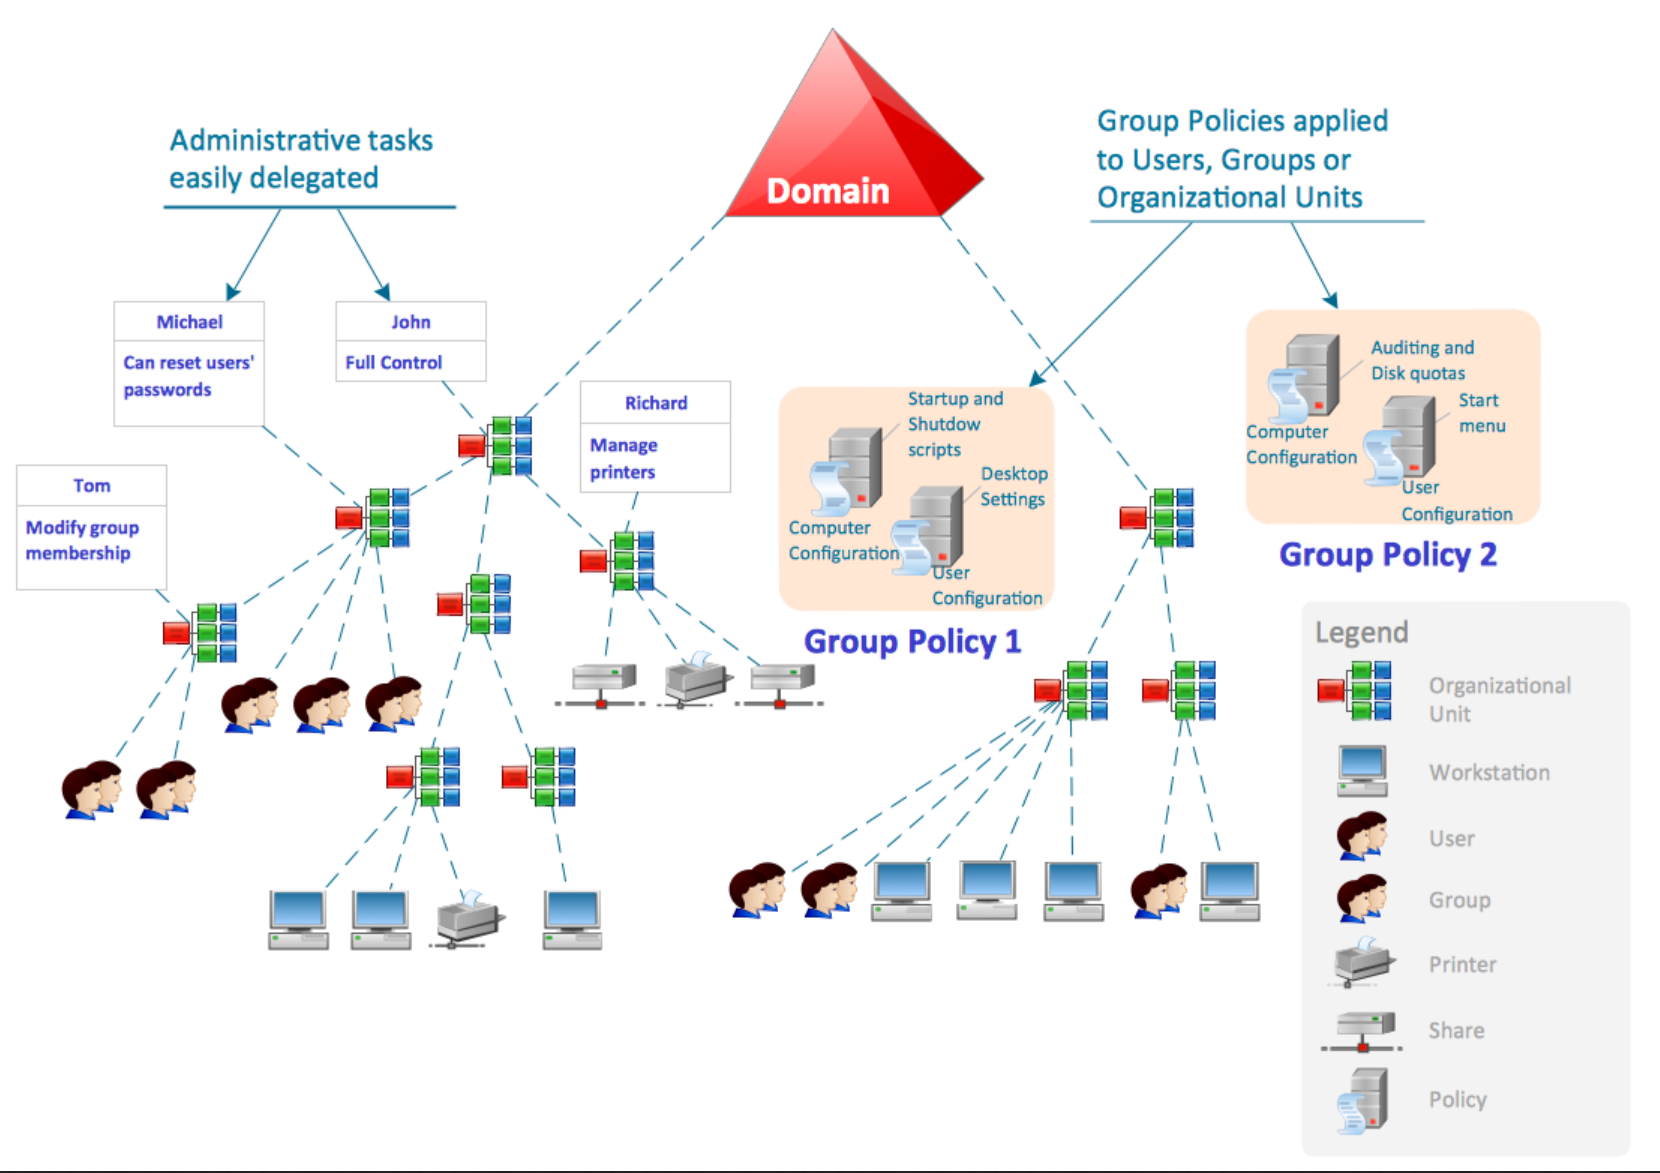 Administrative tasks
easily delegated
Domain
Group Policies applied
to Users, Groups or
Organizational Units
Michael
Can reset users'
passwords
John
Full Control
Richard
Manage
printers
Tom
Modify group
membership
Startup and
Shutdow
scripts
Desktop
Settings
Computer
Configuration
User
Configuration
Group Policy 1
Auditing and
Disk quotas
Start
menu
Computer
Configuration
User
Configuration
Group Policy 2
Legend
Organizational
Unit
Workstation
User
Group
Printer
Share
Policy